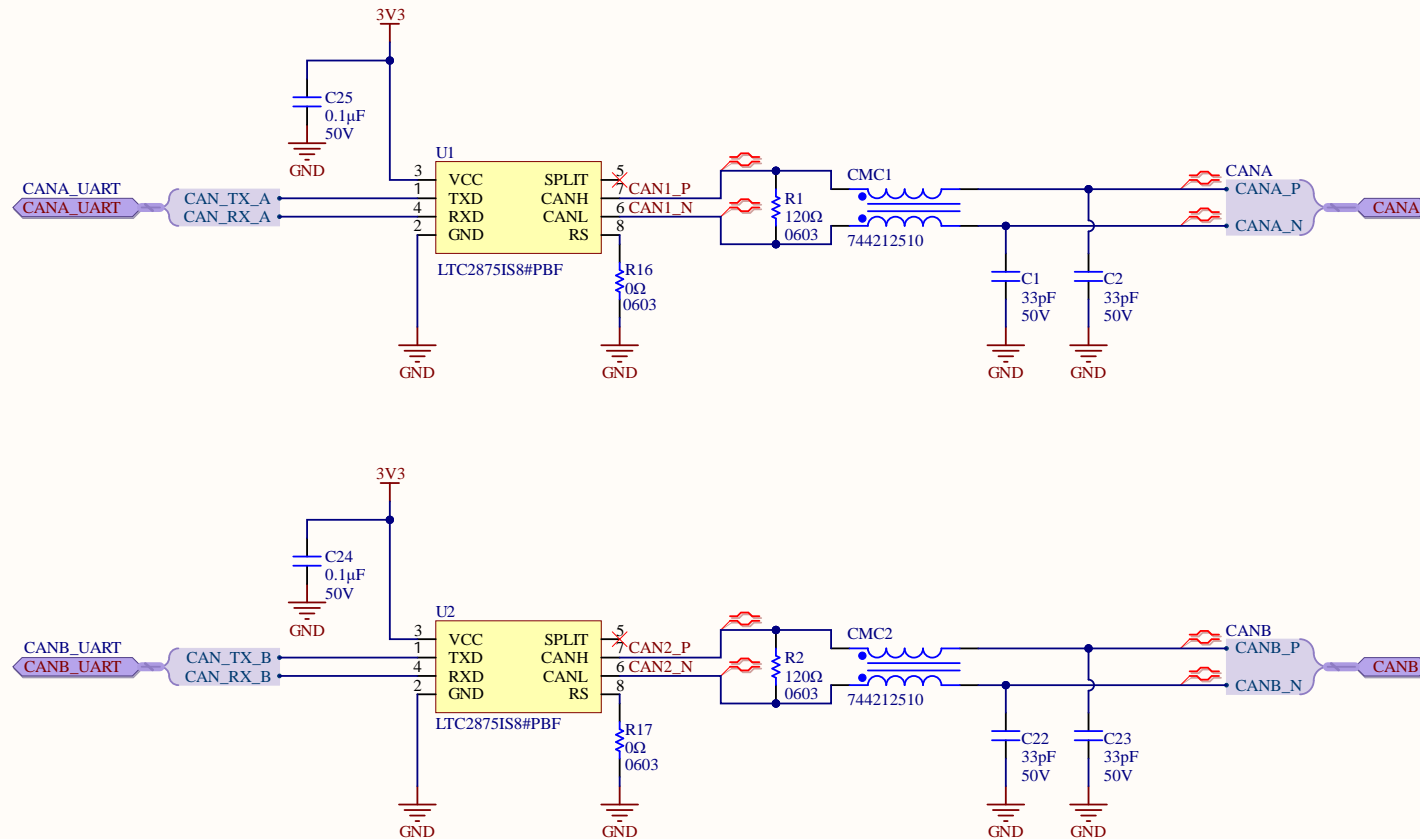 3V3
C25
0.1µF
50V
GND
U1
CANA_UART
CANA_UART
CAN_TX_A
CAN_RX_A
3
1
4
2
VCC
TXD
RXD
GND
SPLIT
CANH
CANL
RS
5
7
6
8
CAN1_P
CAN1_N
LTC2875IS8#PBF
R16
0Ω
0603
GND
GND
R1
120Ω
0603
CMC1
744212510
C1
33pF
50V
GND
C2
33pF
50V
GND
CANA
CANA_P
CANA_N
CANA
3V3
C24
0.1µF
50V
GND
U2
CANB_UART
CANB_UART
CAN_TX_B
CAN_RX_B
3
1
4
2
VCC
TXD
RXD
GND
SPLIT
CANH
CANL
RS
5
7
6
8
CAN2_P
CAN2_N
LTC2875IS8#PBF
R17
0Ω
0603
GND
GND
R2
120Ω
0603
CMC2
744212510
C22
33pF
50V
GND
C23
33pF
50V
GND
CANB
CANB_P
CANB_N
CANB